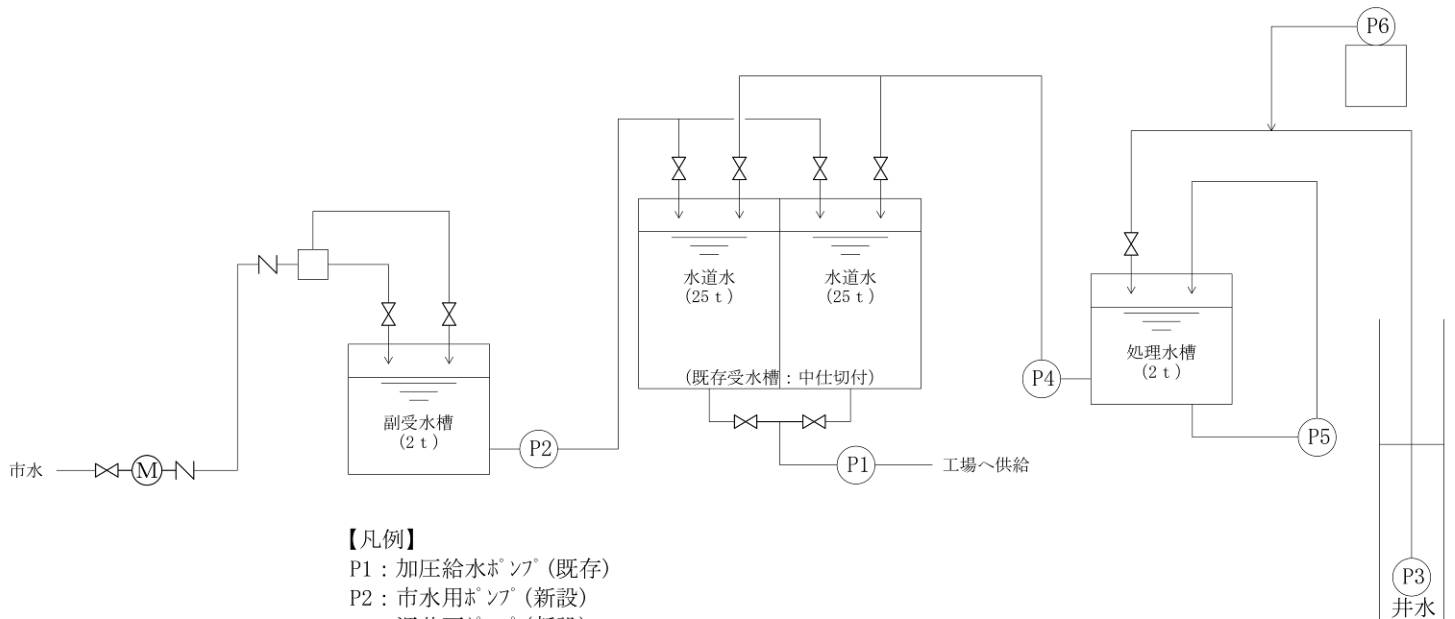 P6
水道水
(25ｔ)
水道水
(25ｔ)
処理水槽
(2ｔ)
(既存受水槽：中仕切付)
P4
副受水槽
(2ｔ)
P2
P5
市水
M
P1
工場へ供給
【凡例】
P1：加圧給水ﾎﾟﾝﾌﾟ(既存)
P2：市水用ﾎﾟﾝﾌﾟ(新設)
P3
井水